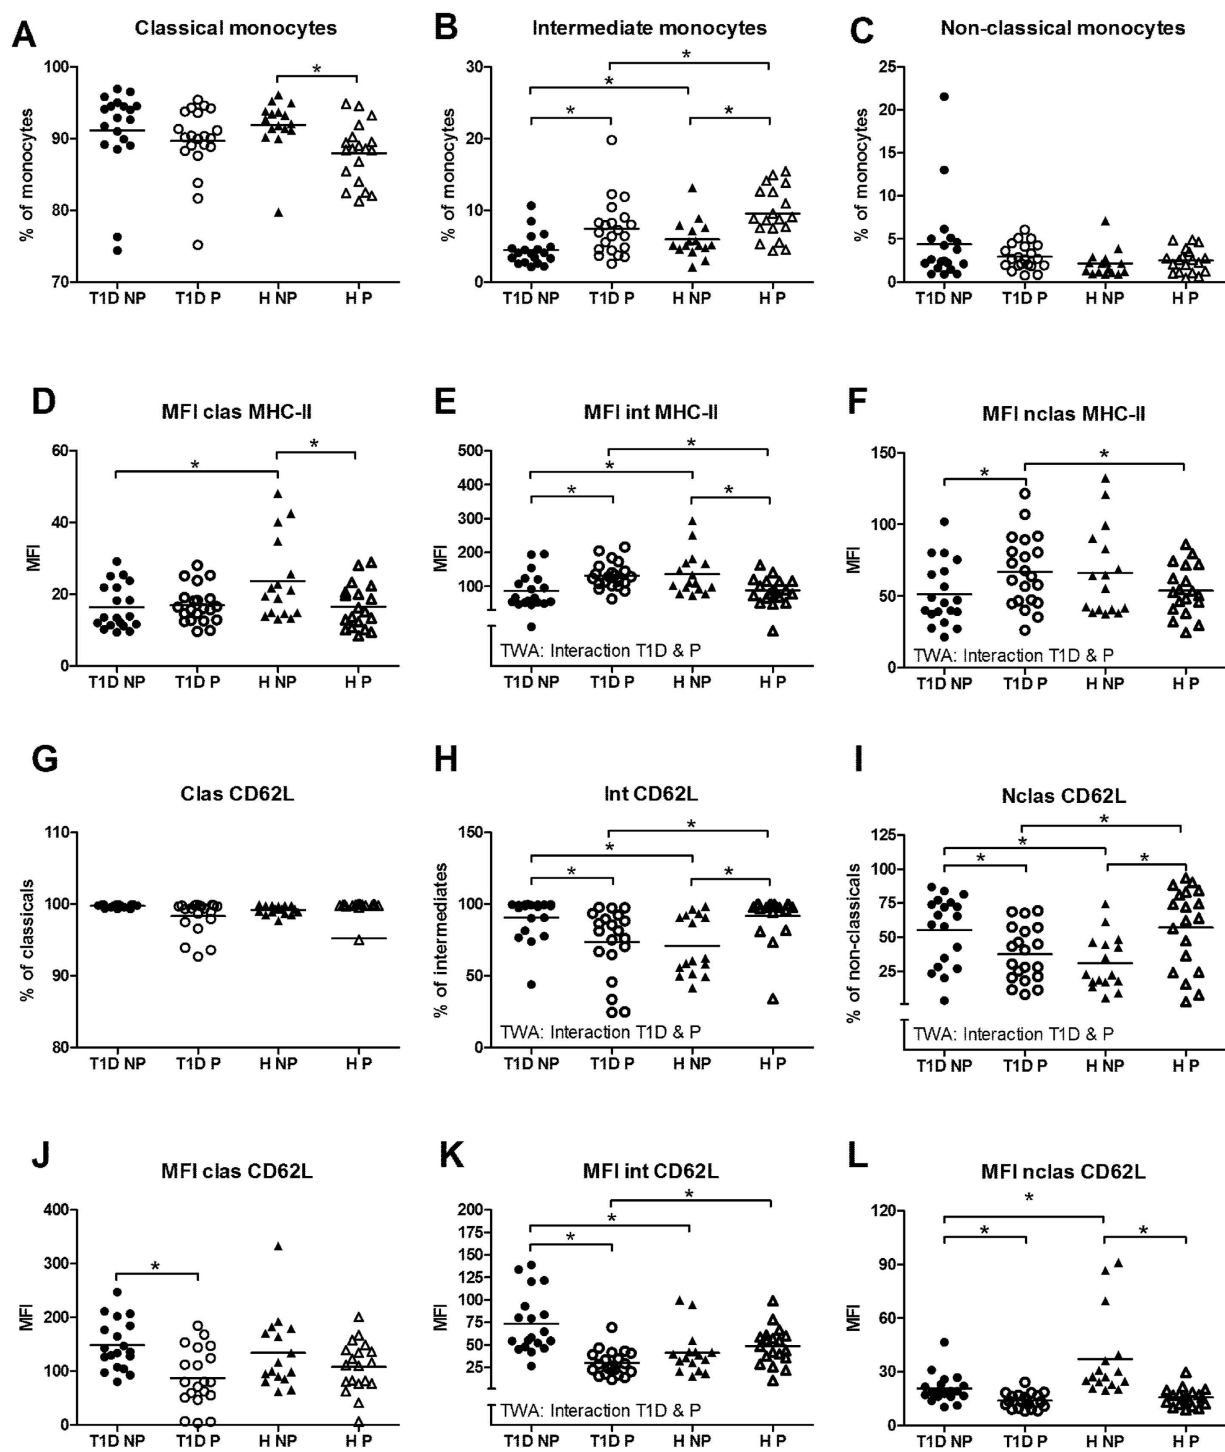 A
Classical monocytes
% of monocytes
100
90
80
70
*
T1D NP T1D P H NP H P
B
Intermediate monocytes
% of monocytes
30
20
10
0
* * * *
T1D NP T1D P H NP H P
C
Non-classical monocytes
% of monocytes
25
20
15
10
5
0
T1D NP T1D P H NP H P
D
MFI clas MHC-II
MFI
60
40
20
0
* *
T1D NP T1D P H NP H P
E
MFI int MHC-II
MFI
500
400
300
200
100
* * * *
TWA: Interaction T1D & P
T1D NP T1D P H NP H P
F
MFI nclas MHC-II
MFI
150
100
50
0
* *
TWA: Interaction T1D & P
T1D NP T1D P H NP H P
G
Clas CD62L
% of classicals
110
100
90
80
T1D NP T1D P H NP H P
H
Int CD62L
% of intermediates
150
100
50
0
* * * *
TWA: Interaction T1D & P
T1D NP T1D P H NP H P
I
Nclas CD62L
% of non-classicals
125
100
75
50
25
* * * *
TWA: Interaction T1D & P
T1D NP T1D P H NP H P
J
MFI clas CD62L
MFI
400
300
200
100
0
*
T1D NP T1D P H NP H P
K
MFI int CD62L
MFI
200
175
150
125
100
75
50
25
* * *
TWA: Interaction T1D & P
T1D NP T1D P H NP H P
L
MFI nclas CD62L
MFI
120
90
60
30
0
* * *
T1D NP T1D P H NP H P